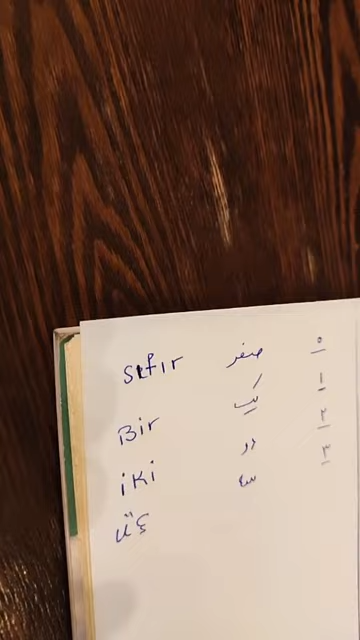 Sıfır صفر ۰
Bir یک ۱
iki دو ۲
üç سه ۳